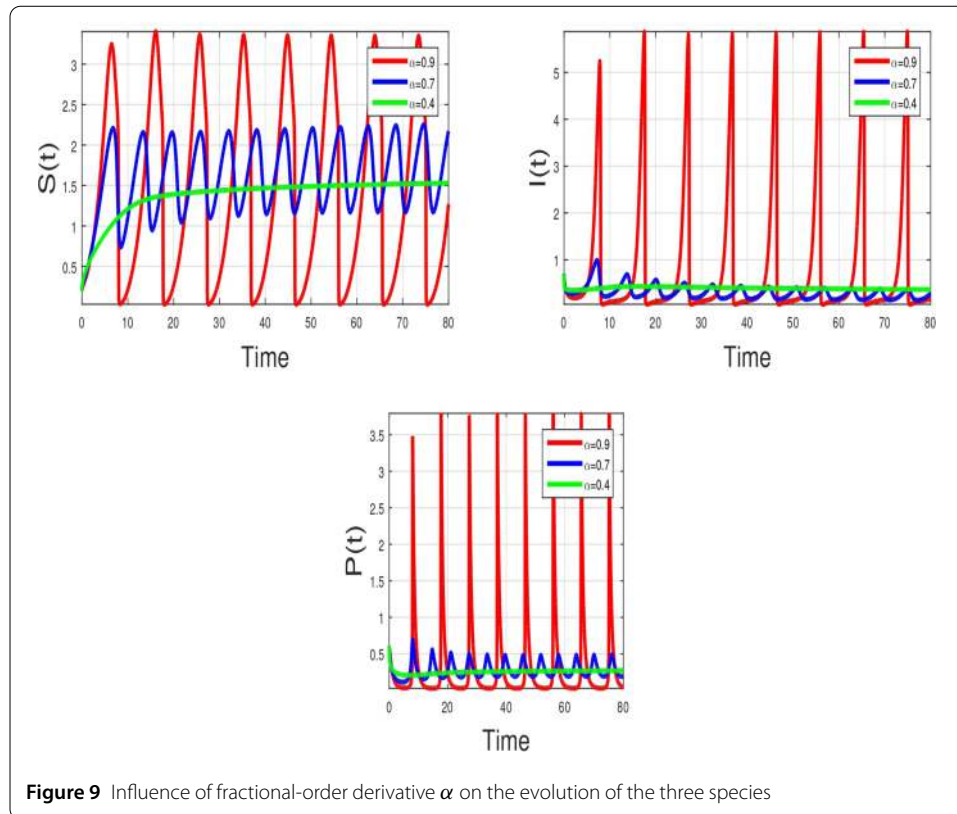 3
2.5
2
1.5
1
0.5
0 10 20 30 40 50 60 70 80
S(t)
Time
α=0.9
α=0.7
α=0.4
5
4
3
2
1
0 10 20 30 40 50 60 70 80
I(t)
Time
α=0.9
α=0.7
α=0.4
3.5
3
2.5
2
1.5
1
0.5
0 20 40 60 80
P(t)
Time
α=0.9
α=0.7
α=0.4
Figure 9 Influence of fractional-order derivative α on the evolution of the three species